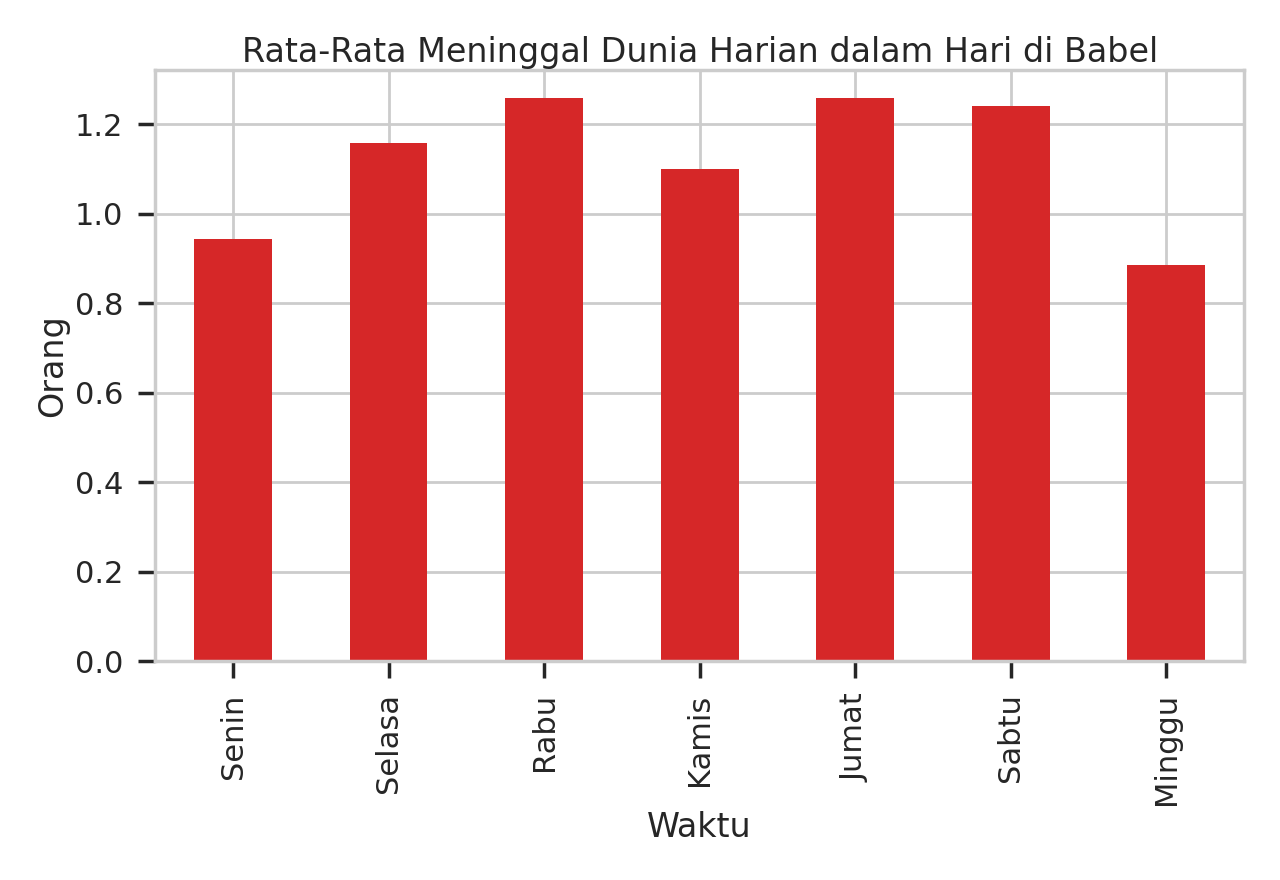 Rata-Rata Meninggal Dunia Harian dalam Hari di Babel
Orang
1.2
1.0
0.8
0.6
0.4
0.2
0.0
Senin
Selasa
Rabu
Kamis
Jumat
Sabtu
Minggu
Waktu